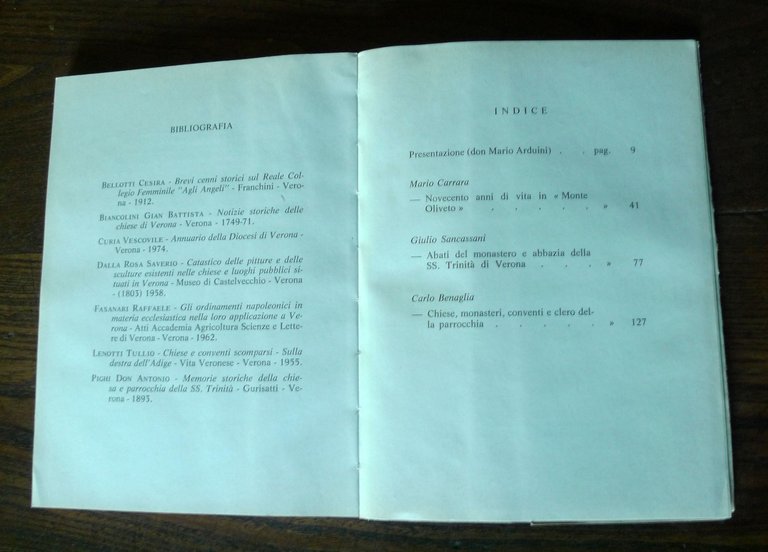 BIBLIOGRAFIA
BELLOTTI CESIRA - Brevi cenni storici sul Reale Col-
legio Femminile "Agli Angeli" - Franchini - Vero-
na - 1912.
BIANCOLINI GIAN BATTISTA - Notizie storiche delle
chiese di Verona - Verona - 1749-71.
CURIA VESCOVILE - Annuario della Diocesi di Verona -
Verona - 1974.
DALLA ROSA SAVERIO - Catastico delle pitture e delle
sculture esistenti nelle chiese e luoghi pubblici si-
tuati in Verona - Museo di Castelvecchio - Verona
- (1803) 1958.
FASANARI RAFFAELE - Gli ordinamenti napoleonici in
materia ecclesiastica nella loro applicazione a Ve-
rona - Atti Accademia Agricoltura Scienze e Lette-
re di Verona - Verona - 1962.
LENOTTI TULLIO - Chiese e conventi scomparsi - Sulla
destra dell'Adige - Vita Veronese - Verona - 1955.
PIGHI DON ANTONIO - Memorie storiche della chie-
sa e parrocchia della SS. Trinità - Gurisatti - Ve-
rona - 1893.
INDICE
Presentazione (don Mario Arduini) . . pag. 9
Mario Carrara
— Novecento anni di vita in « Monte
Oliveto » . . . . . » 41
Giulio Sancassani
— Abati del monastero e abbazia della
SS. Trinità di Verona . . . . » 77
Carlo Benaglia
— Chiese, monasteri, conventi e clero del-
la parrocchia . . . . . » 127